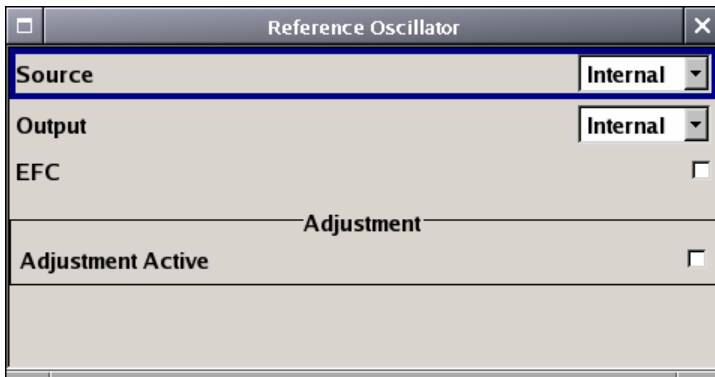 Reference Oscillator
Source Internal
Output Internal
EFC
Adjustment
Adjustment Active